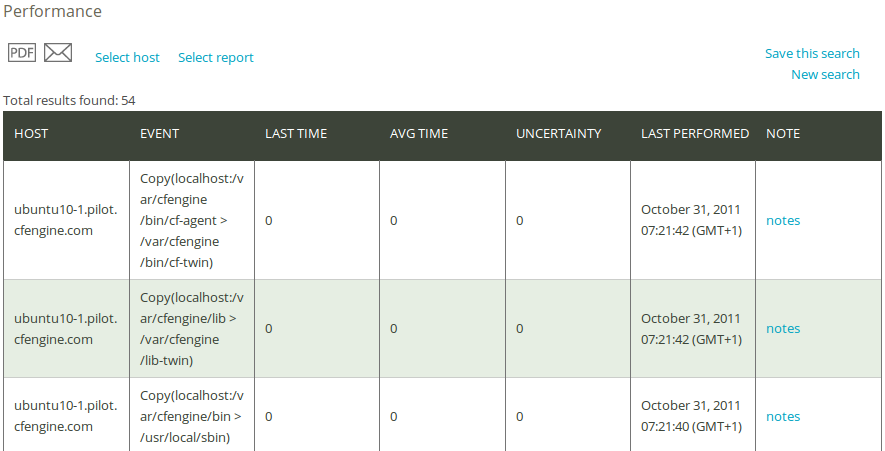 Performance
PDF
Select host Select report
Save this search
New search
Total results found: 54
HOST EVENT LAST TIME AVG TIME UNCERTAINTY LAST PERFORMED NOTE
ubuntu10-1.pilot.
cfengine.com
Copy(localhost:/v
ar/cfengine
/bin/cf-agent >
/var/cfengine
/bin/cf-twin)
0
0
0
October 31, 2011
07:21:42 (GMT+1)
notes
ubuntu10-1.pilot.
cfengine.com
Copy(localhost:/v
ar/cfengine/lib >
/var/cfengine
/lib-twin)
0
0
0
October 31, 2011
07:21:42 (GMT+1)
notes
ubuntu10-1.pilot.
cfengine.com
Copy(localhost:/v
ar/cfengine/bin >
/usr/local/sbin)
0
0
0
October 31, 2011
07:21:40 (GMT+1)
notes